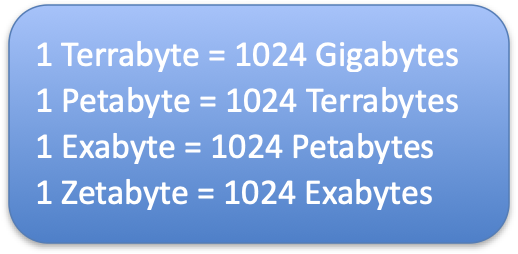 1 Terrabyte = 1024 Gigabytes
1 Petabyte = 1024 Terrabytes
1 Exabyte = 1024 Petabytes
1 Zetabyte = 1024 Exabytes